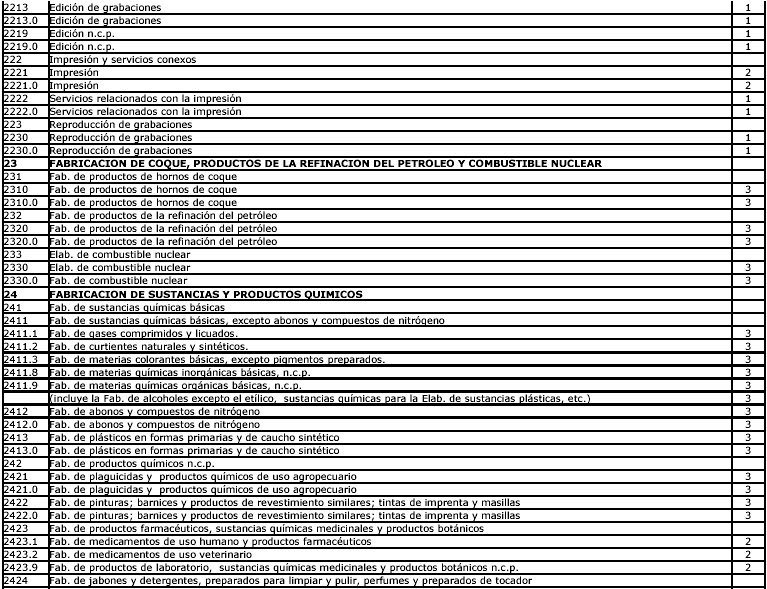 2213 Edición de grabaciones 1
2213.0 Edición de grabaciones 1
2219 Edición n.c.p. 1
2219.0 Edición n.c.p. 1
222 Impresión y servicios conexos
2221 Impresión 2
2221.0 Impresión 2
2222 Servicios relacionados con la impresión 1
2222.0 Servicios relacionados con la impresión 1
223 Reproducción de grabaciones
2230 Reproducción de grabaciones 1
2230.0 Reproducción de grabaciones 1
23 FABRICACION DE COQUE, PRODUCTOS DE LA REFINACION DEL PETROLEO Y COMBUSTIBLE NUCLEAR
231 Fab. de productos de hornos de coque
2310 Fab. de productos de hornos de coque 3
2310.0 Fab. de productos de hornos de coque 3
232 Fab. de productos de la refinación del petróleo
2320 Fab. de productos de la refinación del petróleo 3
2320.0 Fab. de productos de la refinación del petróleo 3
233 Elab. de combustible nuclear
2330 Elab. de combustible nuclear 3
2330.0 Fab. de combustible nuclear 3
24 FABRICACION DE SUSTANCIAS Y PRODUCTOS QUIMICOS
241 Fab. de sustancias químicas básicas
2411 Fab. de sustancias químicas básicas, excepto abonos y compuestos de nitrógeno
2411.1 Fab. de gases comprimidos y licuados. 3
2411.2 Fab. de curtientes naturales y sintéticos. 3
2411.3 Fab. de materias colorantes básicas, excepto pigmentos preparados. 3
2411.8 Fab. de materias químicas inorgánicas básicas, n.c.p. 3
2411.9 Fab. de materias químicas orgánicas básicas, n.c.p. 3
(incluye la Fab. de alcoholes excepto el etílico, sustancias químicas para la Elab. de sustancias plásticas, etc.) 3
2412 Fab. de abonos y compuestos de nitrógeno 3
2412.0 Fab. de abonos y compuestos de nitrógeno 3
2413 Fab. de plásticos en formas primarias y de caucho sintético 3
2413.0 Fab. de plásticos en formas primarias y de caucho sintético 3
242 Fab. de productos químicos n.c.p.
2421 Fab. de plaguicidas y productos químicos de uso agropecuario 3
2421.0 Fab. de plaguicidas y productos químicos de uso agropecuario 3
2422 Fab. de pinturas; barnices y productos de revestimiento similares; tintas de imprenta y masillas 3
2422.0 Fab. de pinturas; barnices y productos de revestimiento similares; tintas de imprenta y masillas 3
2423 Fab. de productos farmacéuticos, sustancias químicas medicinales y productos botánicos
2423.1 Fab. de medicamentos de uso humano y productos farmacéuticos 2
2423.2 Fab. de medicamentos de uso veterinario 2
2423.9 Fab. de productos de laboratorio, sustancias químicas medicinales y productos botánicos n.c.p. 2
2424 Fab. de jabones y detergentes, preparados para limpiar y pulir, perfumes y preparados de tocador